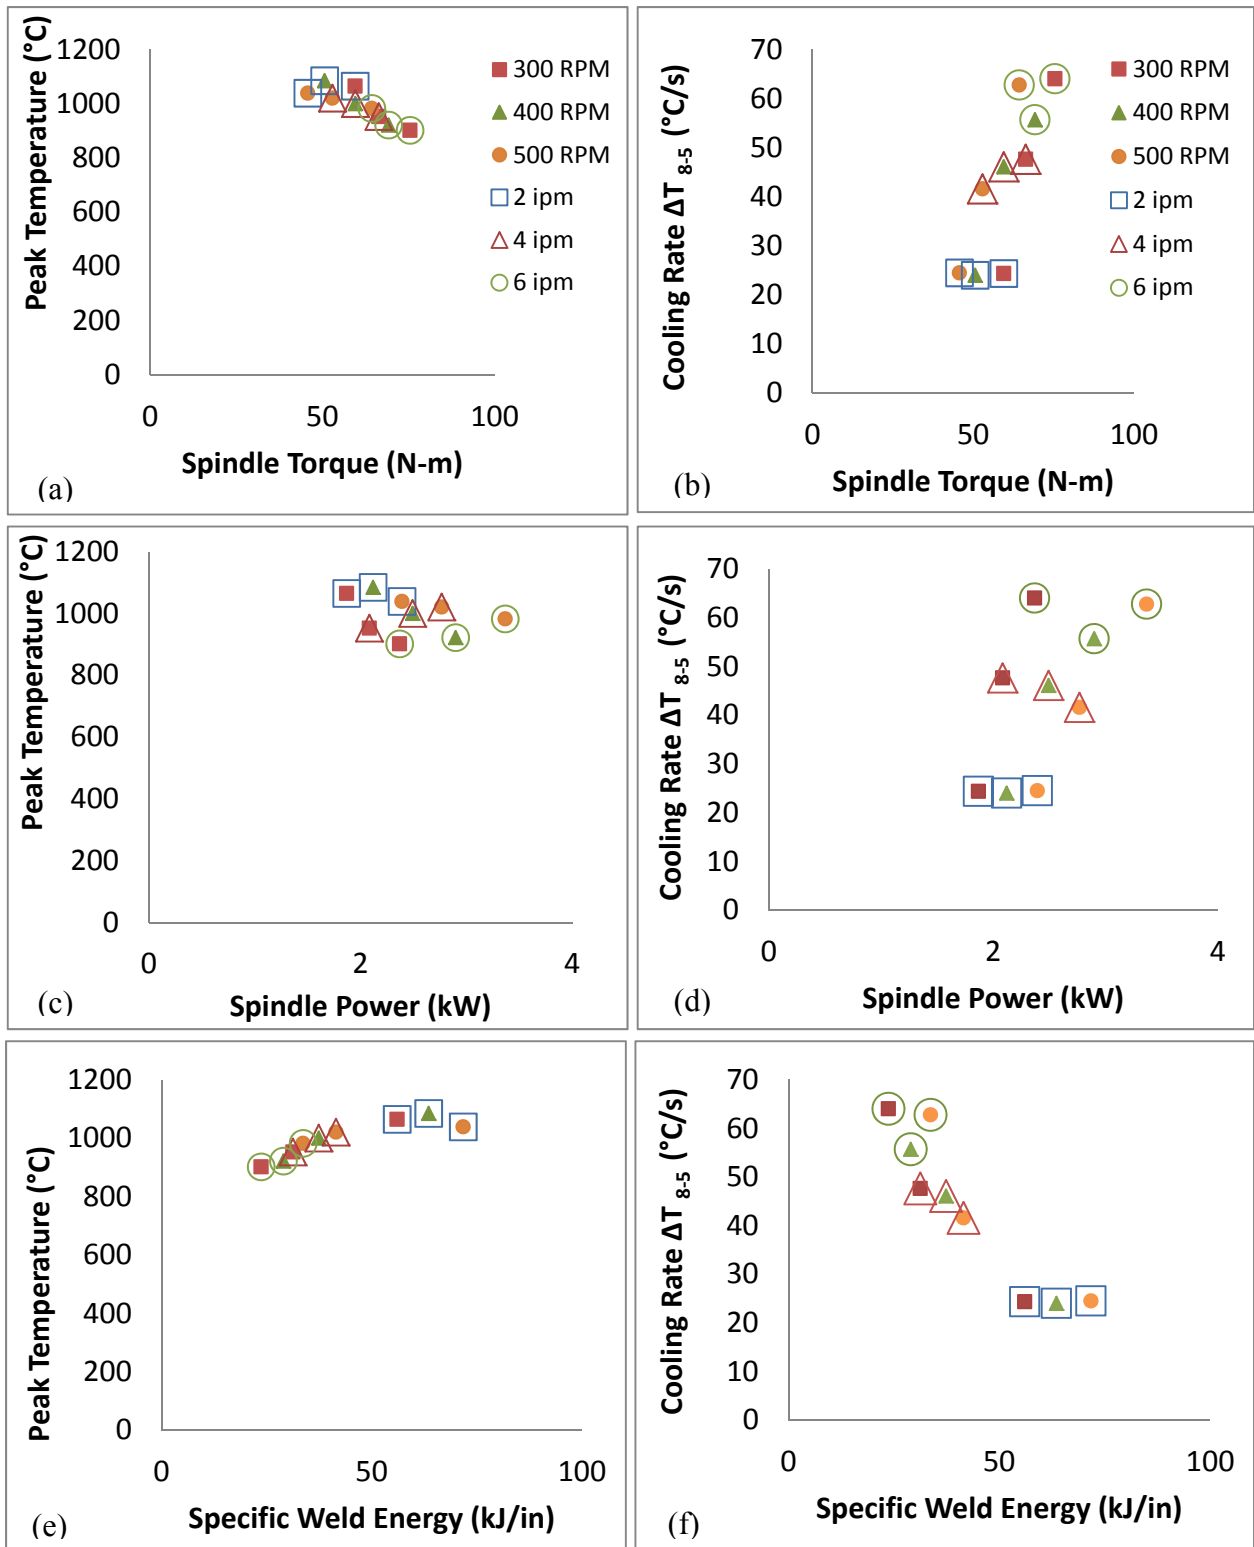 Peak Temperature (°C)
1200
1000
800
600
400
200
0
0 50 100
Spindle Torque (N-m)
(a)
300 RPM
400 RPM
500 RPM
2 ipm
4 ipm
6 ipm
Cooling Rate ΔT 8-5 (°C/s)
70
60
50
40
30
20
10
0
0 50 100
Spindle Torque (N-m)
(b)
300 RPM
400 RPM
500 RPM
2 ipm
4 ipm
6 ipm
Peak Temperature (°C)
1200
1000
800
600
400
200
0
0 2 4
Spindle Power (kW)
(c)
Cooling Rate ΔT 8-5 (°C/s)
70
60
50
40
30
20
10
0
0 2 4
Spindle Power (kW)
(d)
Peak Temperature (°C)
1200
1000
800
600
400
200
0
0 50 100
Specific Weld Energy (kJ/in)
(e)
Cooling Rate ΔT 8-5 (°C/s)
70
60
50
40
30
20
10
0
0 50 100
Specific Weld Energy (kJ/in)
(f)